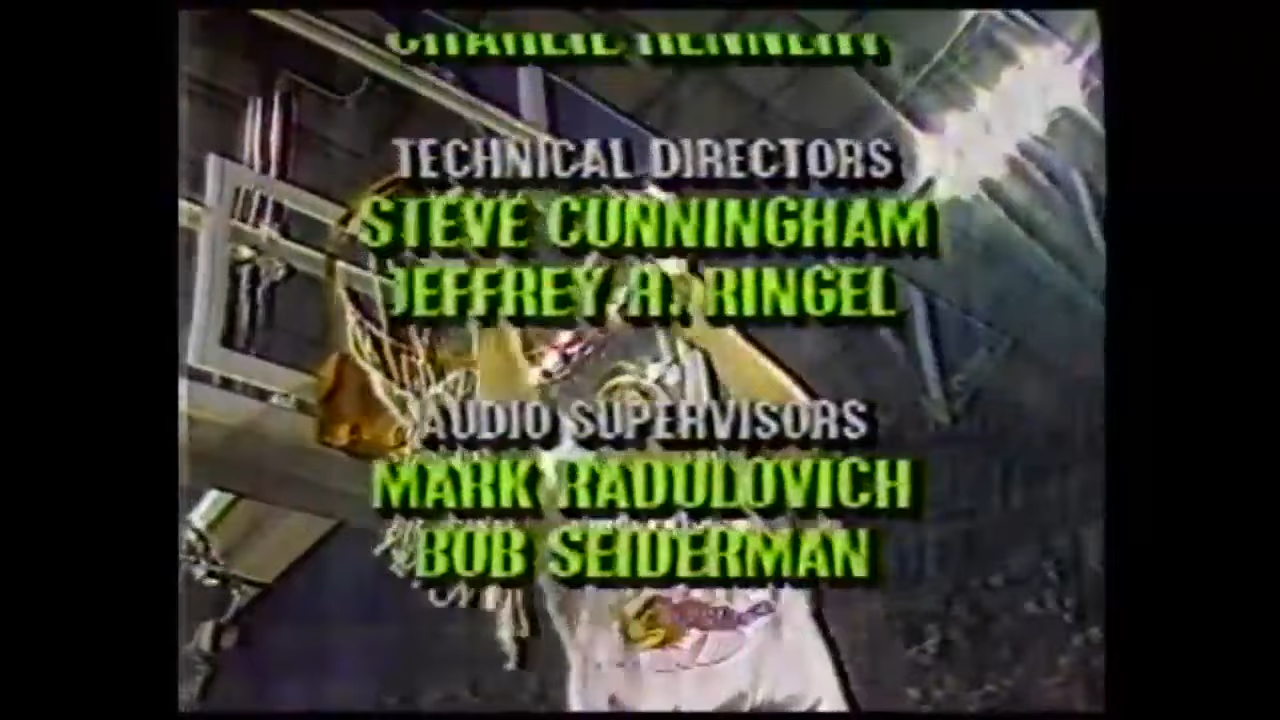 TECHNICAL DIRECTORS
STEVE CUNNINGHAM
JEFFREY A. RINGEL
AUDIO SUPERVISORS
MARK RADULOVICH
BOB SEIDERMAN